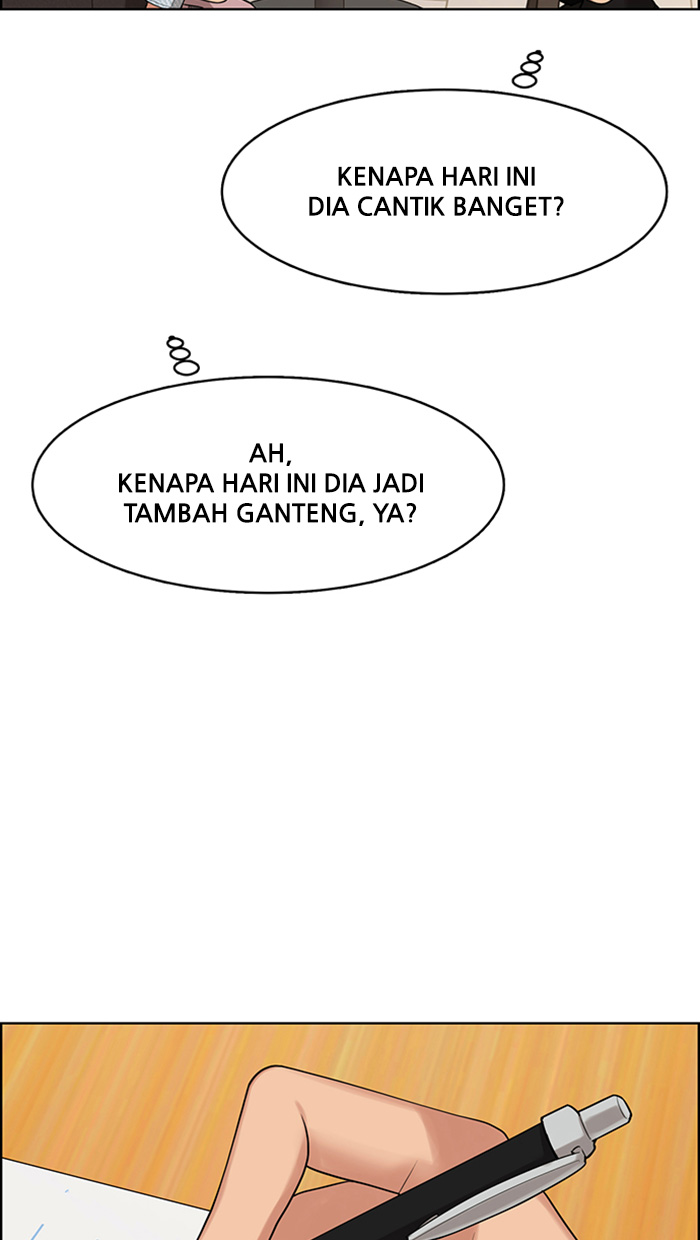 KENAPA HARI INI
DIA CANTIK BANGET?
AH,
KENAPA HARI INI DIA JADI
TAMBAH GANTENG, YA?